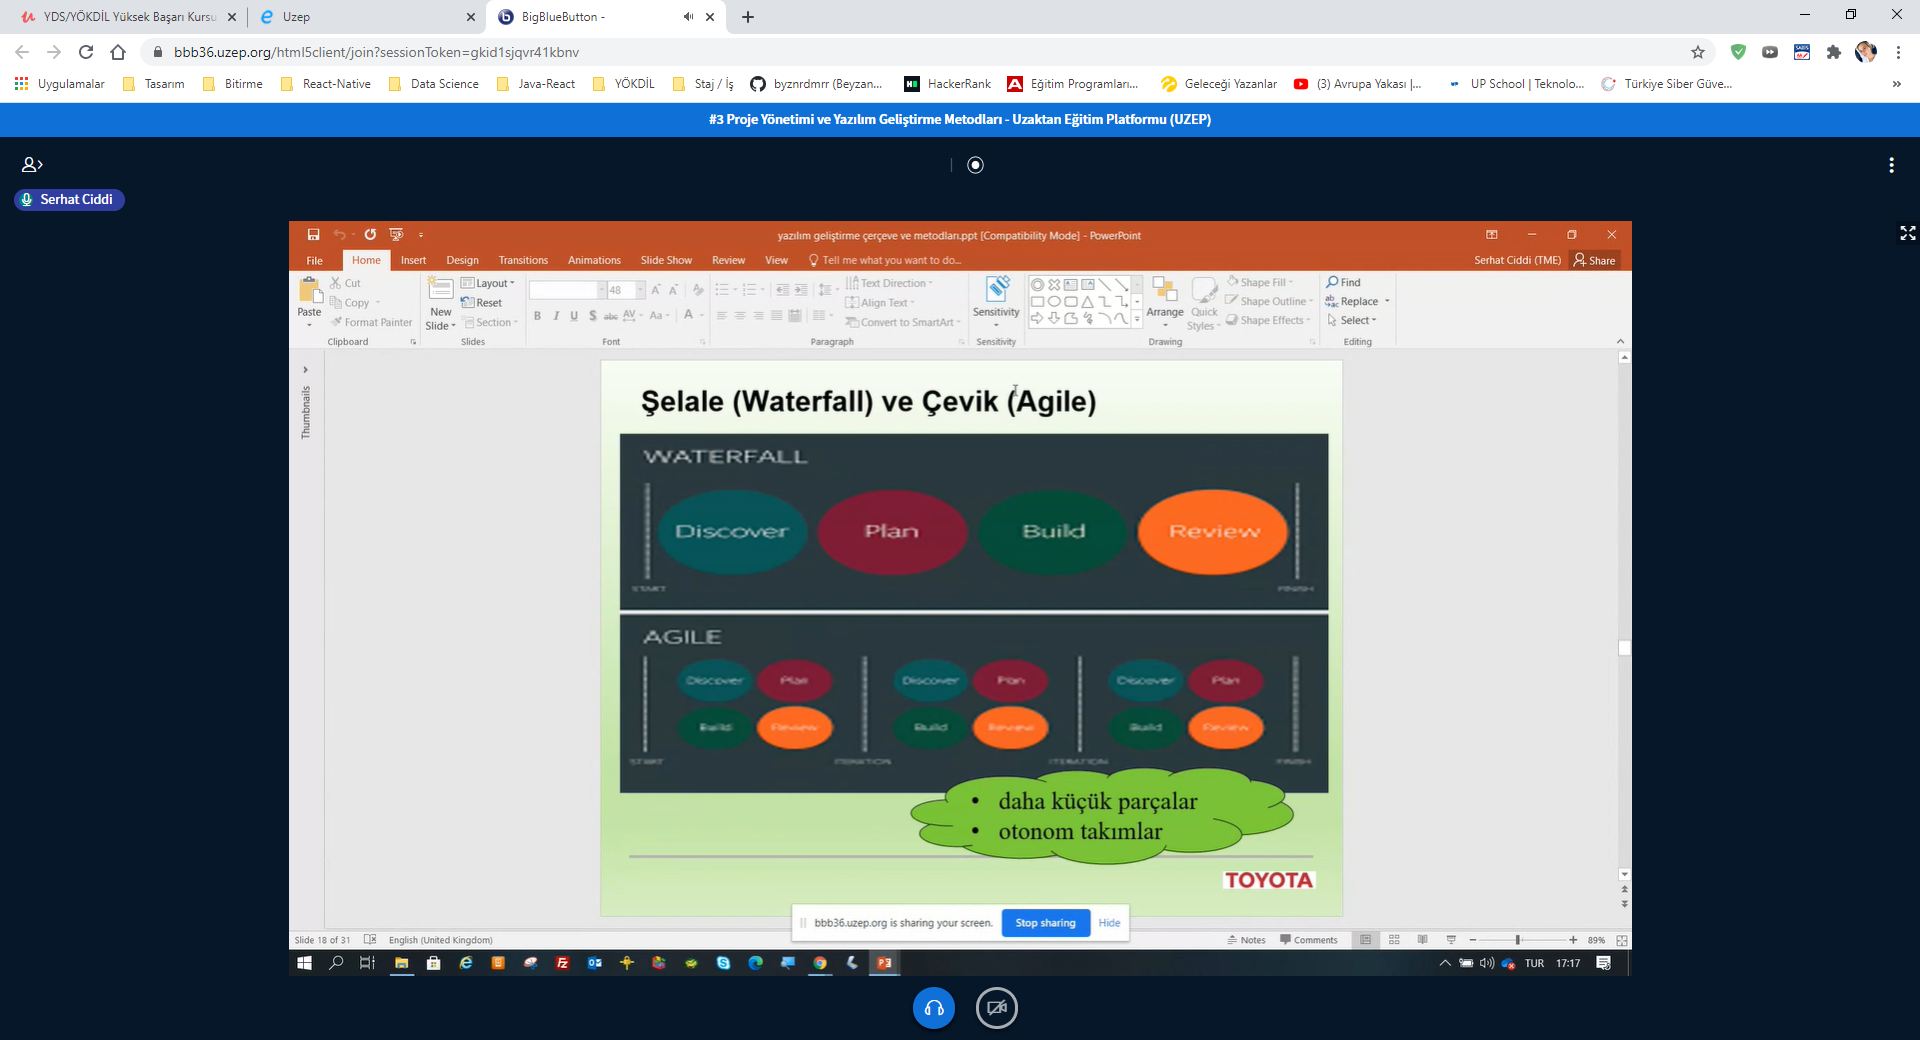 YDS/YÖKDİL Yüksek Başarı Kursu
Uzep
BigBlueButton -
bbb36.uzep.org/html5client/join?sessionToken=gkid1sjqvr41kbnv
Uygulamalar
Tasarım
Bitirme
React-Native
Data Science
Java-React
YÖKDİL
Staj / İş
byznrdmrr (Beyzan...
HackerRank
Eğitim Programları...
Geleceği Yazanlar
(3) Avrupa Yakası |...
UP School | Teknolo...
Türkiye Siber Güve...
#3 Proje Yönetimi ve Yazılım Geliştirme Metodları - Uzaktan Eğitim Platformu (UZEP)
Serhat Ciddi
yazılım geliştirme çerçeve ve metodları.ppt [Compatibility Mode] - PowerPoint
File
Home
Insert
Design
Transitions
Animations
Slide Show
Review
View
Tell me what you want to do...
Serhat Ciddi (TME)
Share
Paste
Cut
Copy
Format Painter
Clipboard
New Slide
Layout
Reset
Section
Slides
48
Font
Text Direction
Align Text
Convert to SmartArt
Paragraph
Sensitivity
Sensitivity
Arrange
Quick Styles
Shape Fill
Shape Outline
Shape Effects
Drawing
Find
Replace
Select
Editing
Thumbnails
Şelale (Waterfall) ve Çevik (Agile)
WATERFALL
Discover
Plan
Build
Review
START
FINISH
AGILE
Discover
Plan
Discover
Plan
Discover
Plan
Build
Review
Build
Review
Build
Review
START
ITERATION
ITERATION
FINISH
• daha küçük parçalar
• otonom takımlar
TOYOTA
bbb36.uzep.org is sharing your screen.
Stop sharing
Hide
Slide 18 of 31
English (United Kingdom)
Notes
Comments
89%
TUR
17:17